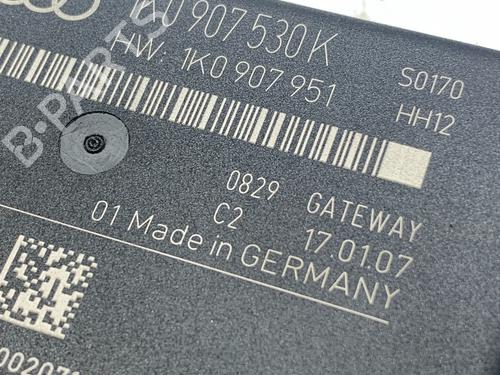 1K0 907 530 K
HW: 1K0 907 951
S0170
HH12
0829 GATEWAY
C2 17.01.07
01 Made in GERMANY
B-PARTS